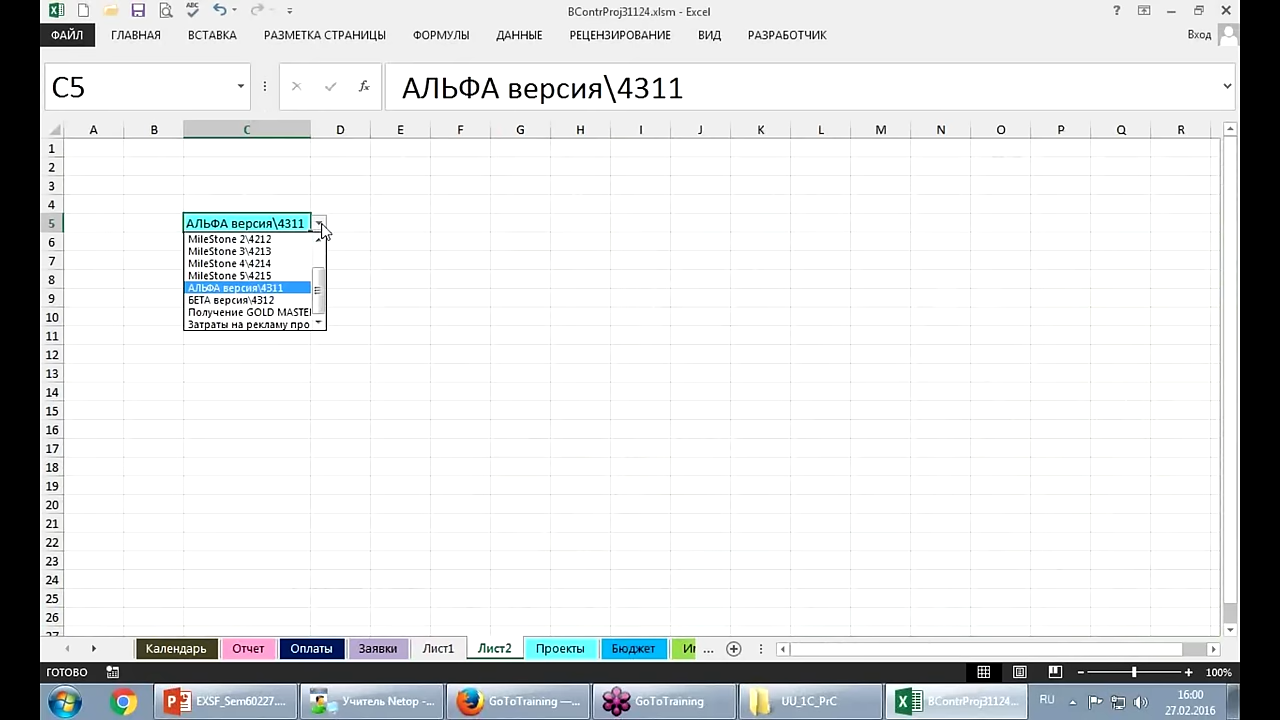 BContrProj31124.xlsm - Excel
ФАЙЛ ГЛАВНАЯ ВСТАВКА РАЗМЕТКА СТРАНИЦЫ ФОРМУЛЫ ДАННЫЕ РЕЦЕНЗИРОВАНИЕ ВИД РАЗРАБОТЧИК Вход
C5 fx АЛЬФА версия\4311
A B C D E F G H I J K L M N O P Q R
1
2
3
4
5 АЛЬФА версия\4311
MileStone 2\4212
MileStone 3\4213
MileStone 4\4214
MileStone 5\4215
АЛЬФА версия\4311
БЕТА версия\4312
Получение GOLD MASTE
Затраты на рекламу про
6
7
8
9
10
11
12
13
14
15
16
17
18
19
20
21
22
23
24
25
26
27
Календарь Отчет Оплаты Заявки Лист1 Лист2 Проекты Бюджет Иг ...
ГОТОВО 100%
EXSF_Sem60227.... Учитель Netop -... GoToTraining —... GoToTraining UU_1C_PrC BContrProj31124.... RU 16:00
27.02.2016